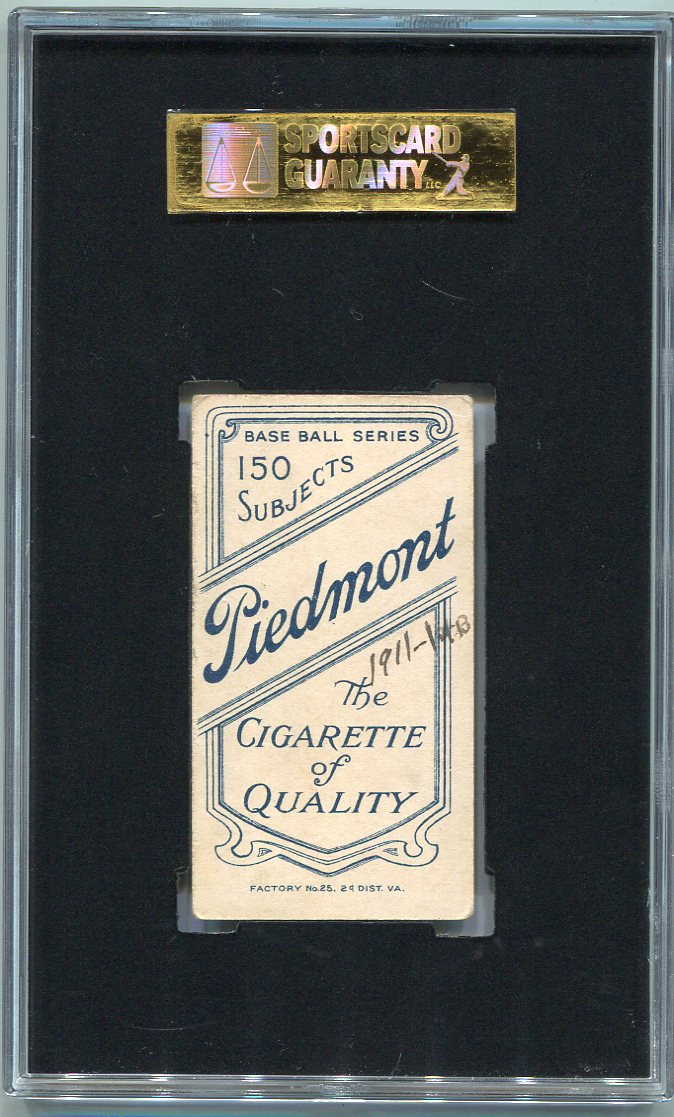 SPORTSCARD
GUARANTY LLC
BASE BALL SERIES
150
SUBJECTS
Piedmont
1911-
The
CIGARETTE
of
QUALITY
FACTORY No. 25, 2d DIST. VA.